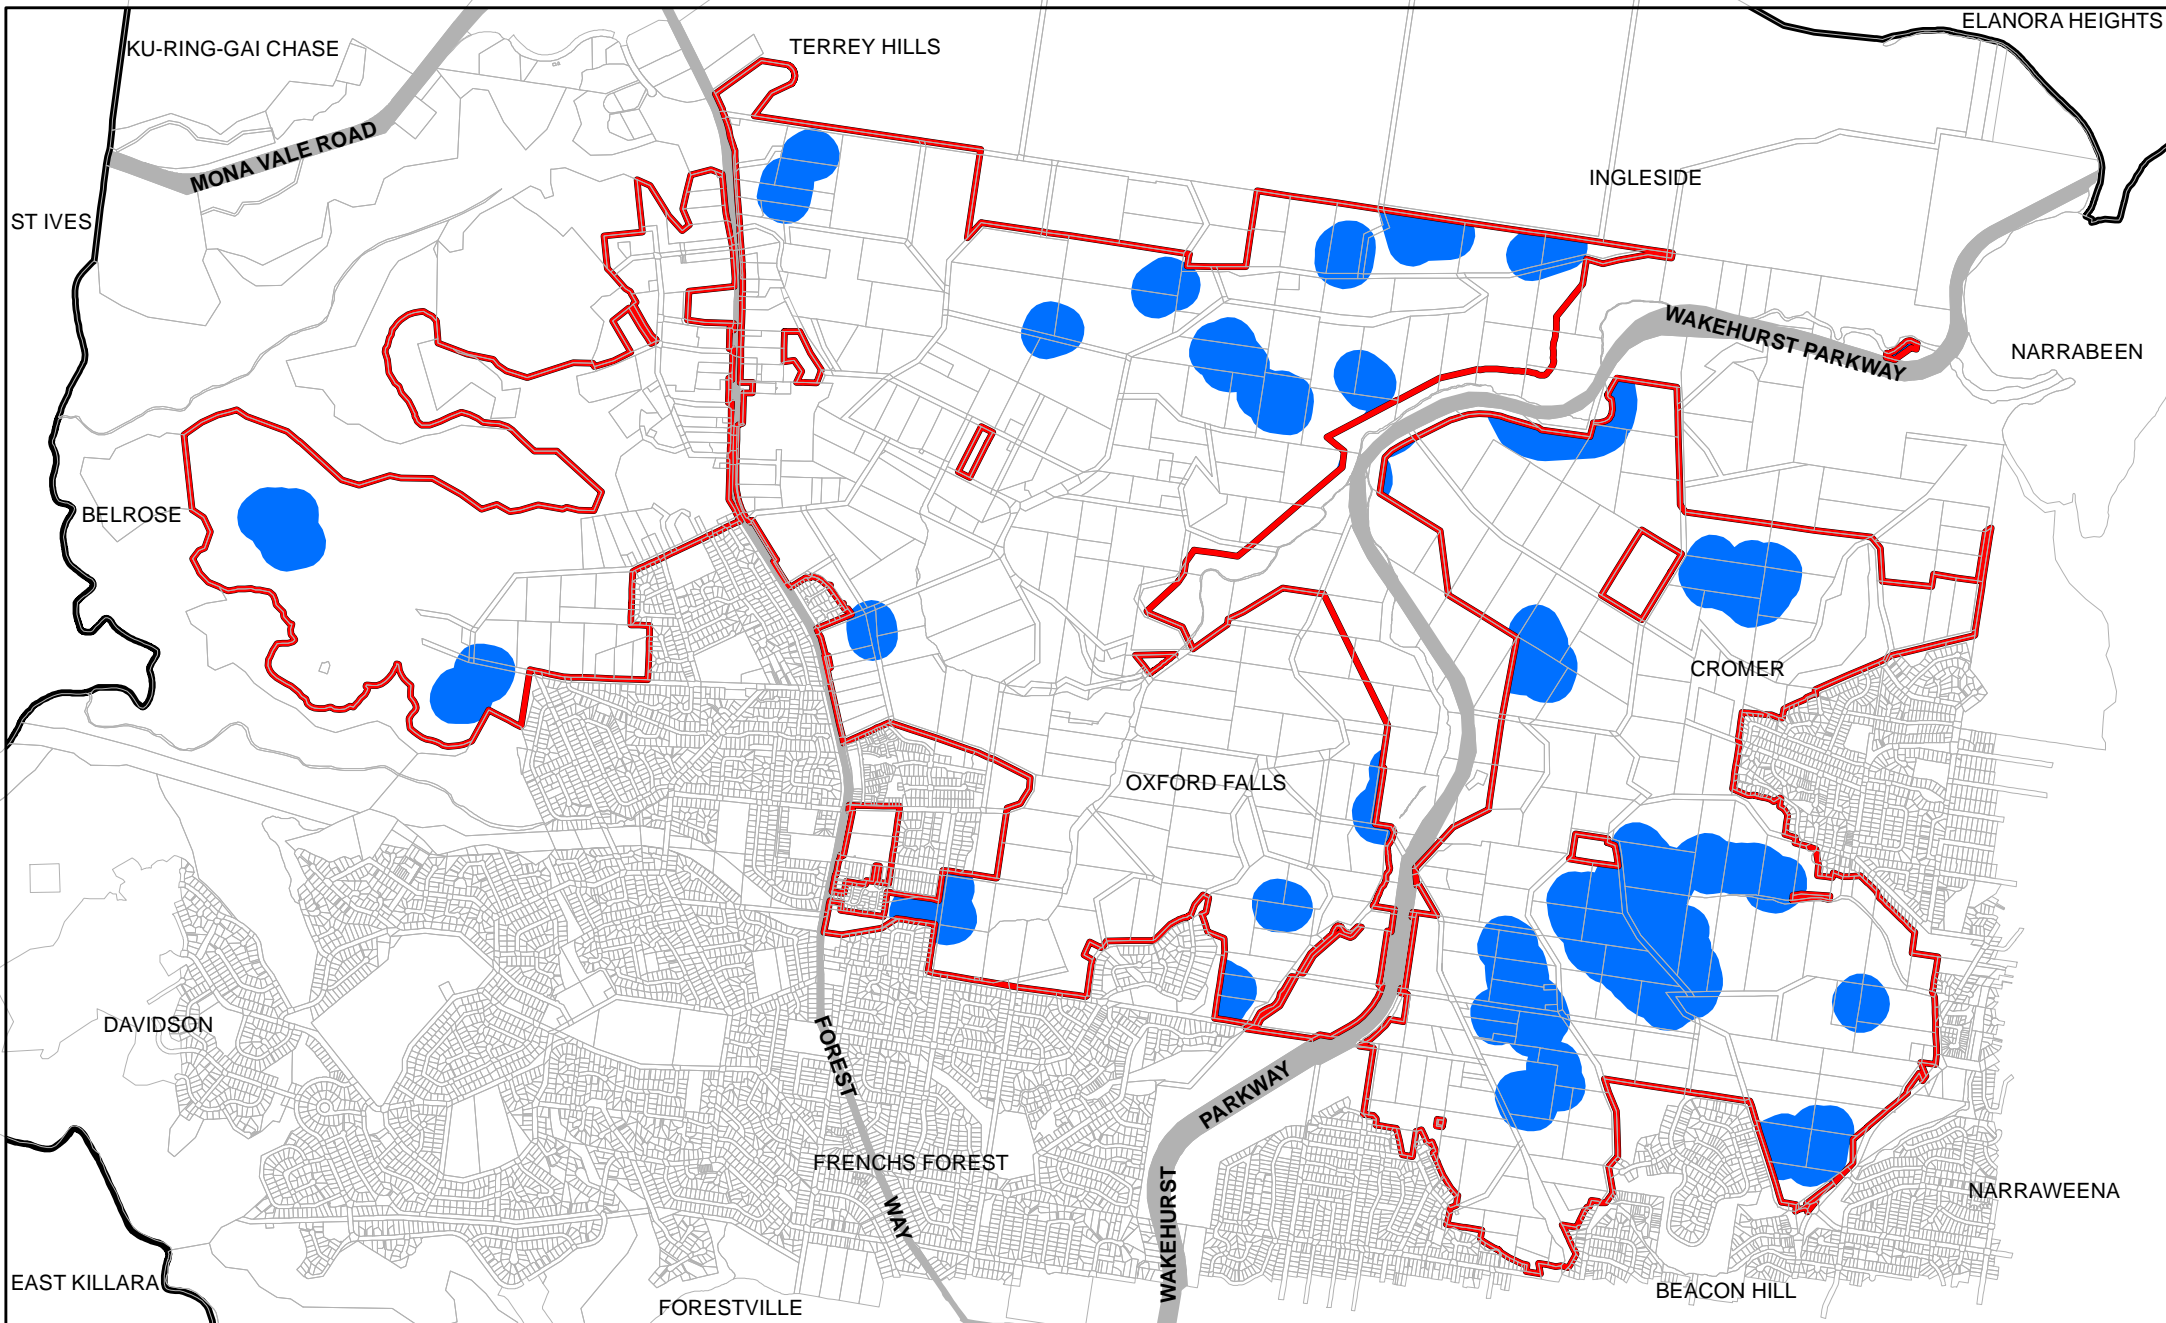 ELANORA HEIGHTS
KU-RING-GAI CHASE
TERREY HILLS
MONA VALE ROAD
INGLESIDE
ST IVES
WAKEHURST PARKWAY
NARRABEEN
BELROSE
CROMER
OXFORD FALLS
DAVIDSON
FOREST
PARKWAY
FRENCHS FOREST
NARRAWEENA
WAY
WAKEHURST
EAST KILLARA
BEACON HILL
FORESTVILLE